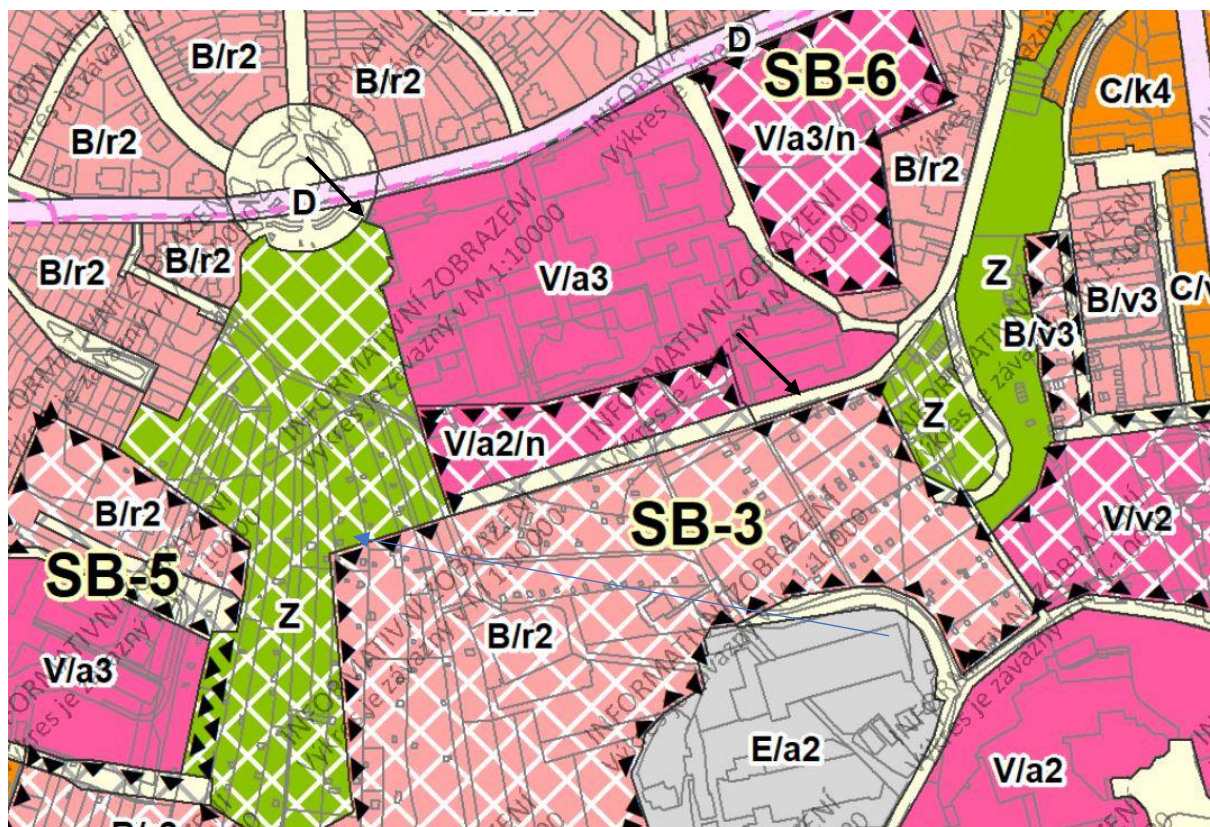 B/r2
D
B/r2
SB-6
C/k4
B/r2
V/a3/n
B/r2
B/r2
D
B/r2
B/r2
V/a3
Z
B/v3
B/v3
Z
V/a2/n
B/r2
SB-3
V/v2
SB-5
Z
B/r2
V/a3
E/a2
V/a2
INFORMATIVNÍ ZOBRAZENÍ
Výkres je závazný v M 1:10000